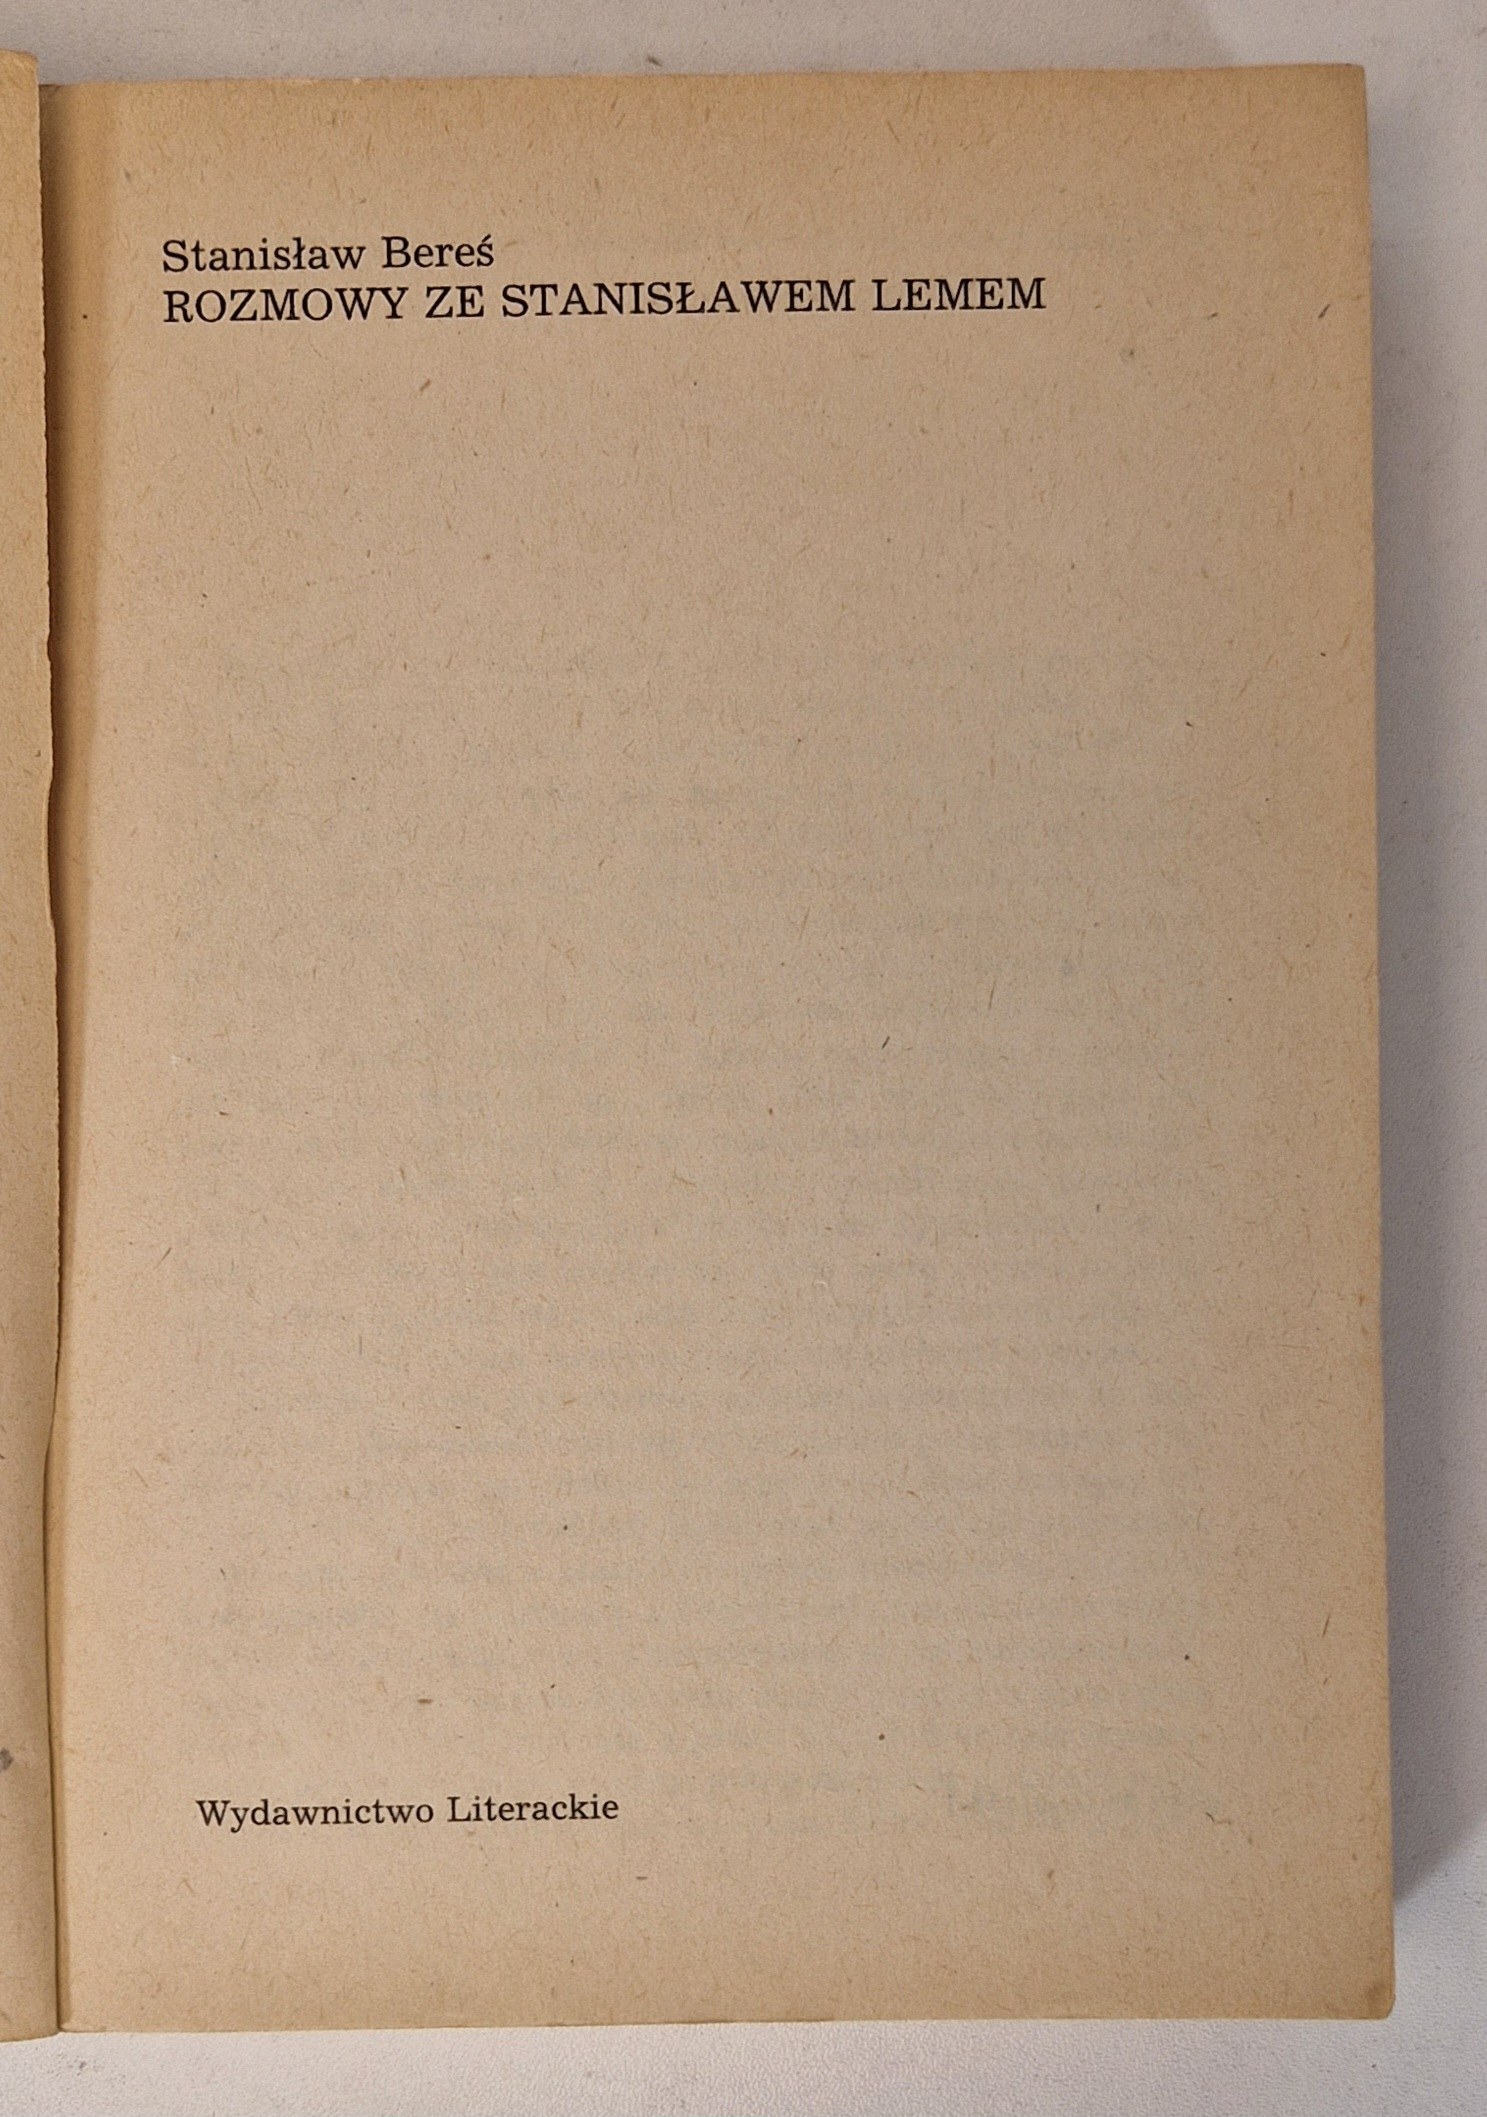 Stanisław Bereś
ROZMOWY ZE STANISŁAWEM LEMEM
Wydawnictwo Literackie